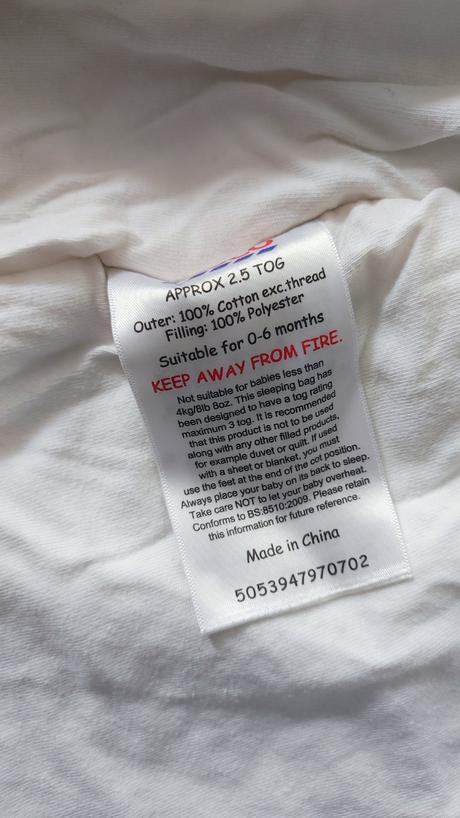 APPROX 2.5 TOG
Outer: 100% Cotton exc.thread
Filling: 100% Polyester
Suitable for 0-6 months
KEEP AWAY FROM FIRE.
Not suitable for babies less than
4kg/8lb 8oz. This sleeping bag has
been designed to have a tog rating
maximum 3 tog. It is recommended
that this product is not to be used
along with any other filled products,
for example duvet or quilt. If used
with a sheet or blanket, you must
use the feet at the end of the cot position.
Always place your baby on its back to sleep.
Take care NOT to let your baby overheat.
Conforms to BS:8510:2009. Please retain
this information for future reference.
Made in China
5053947970702